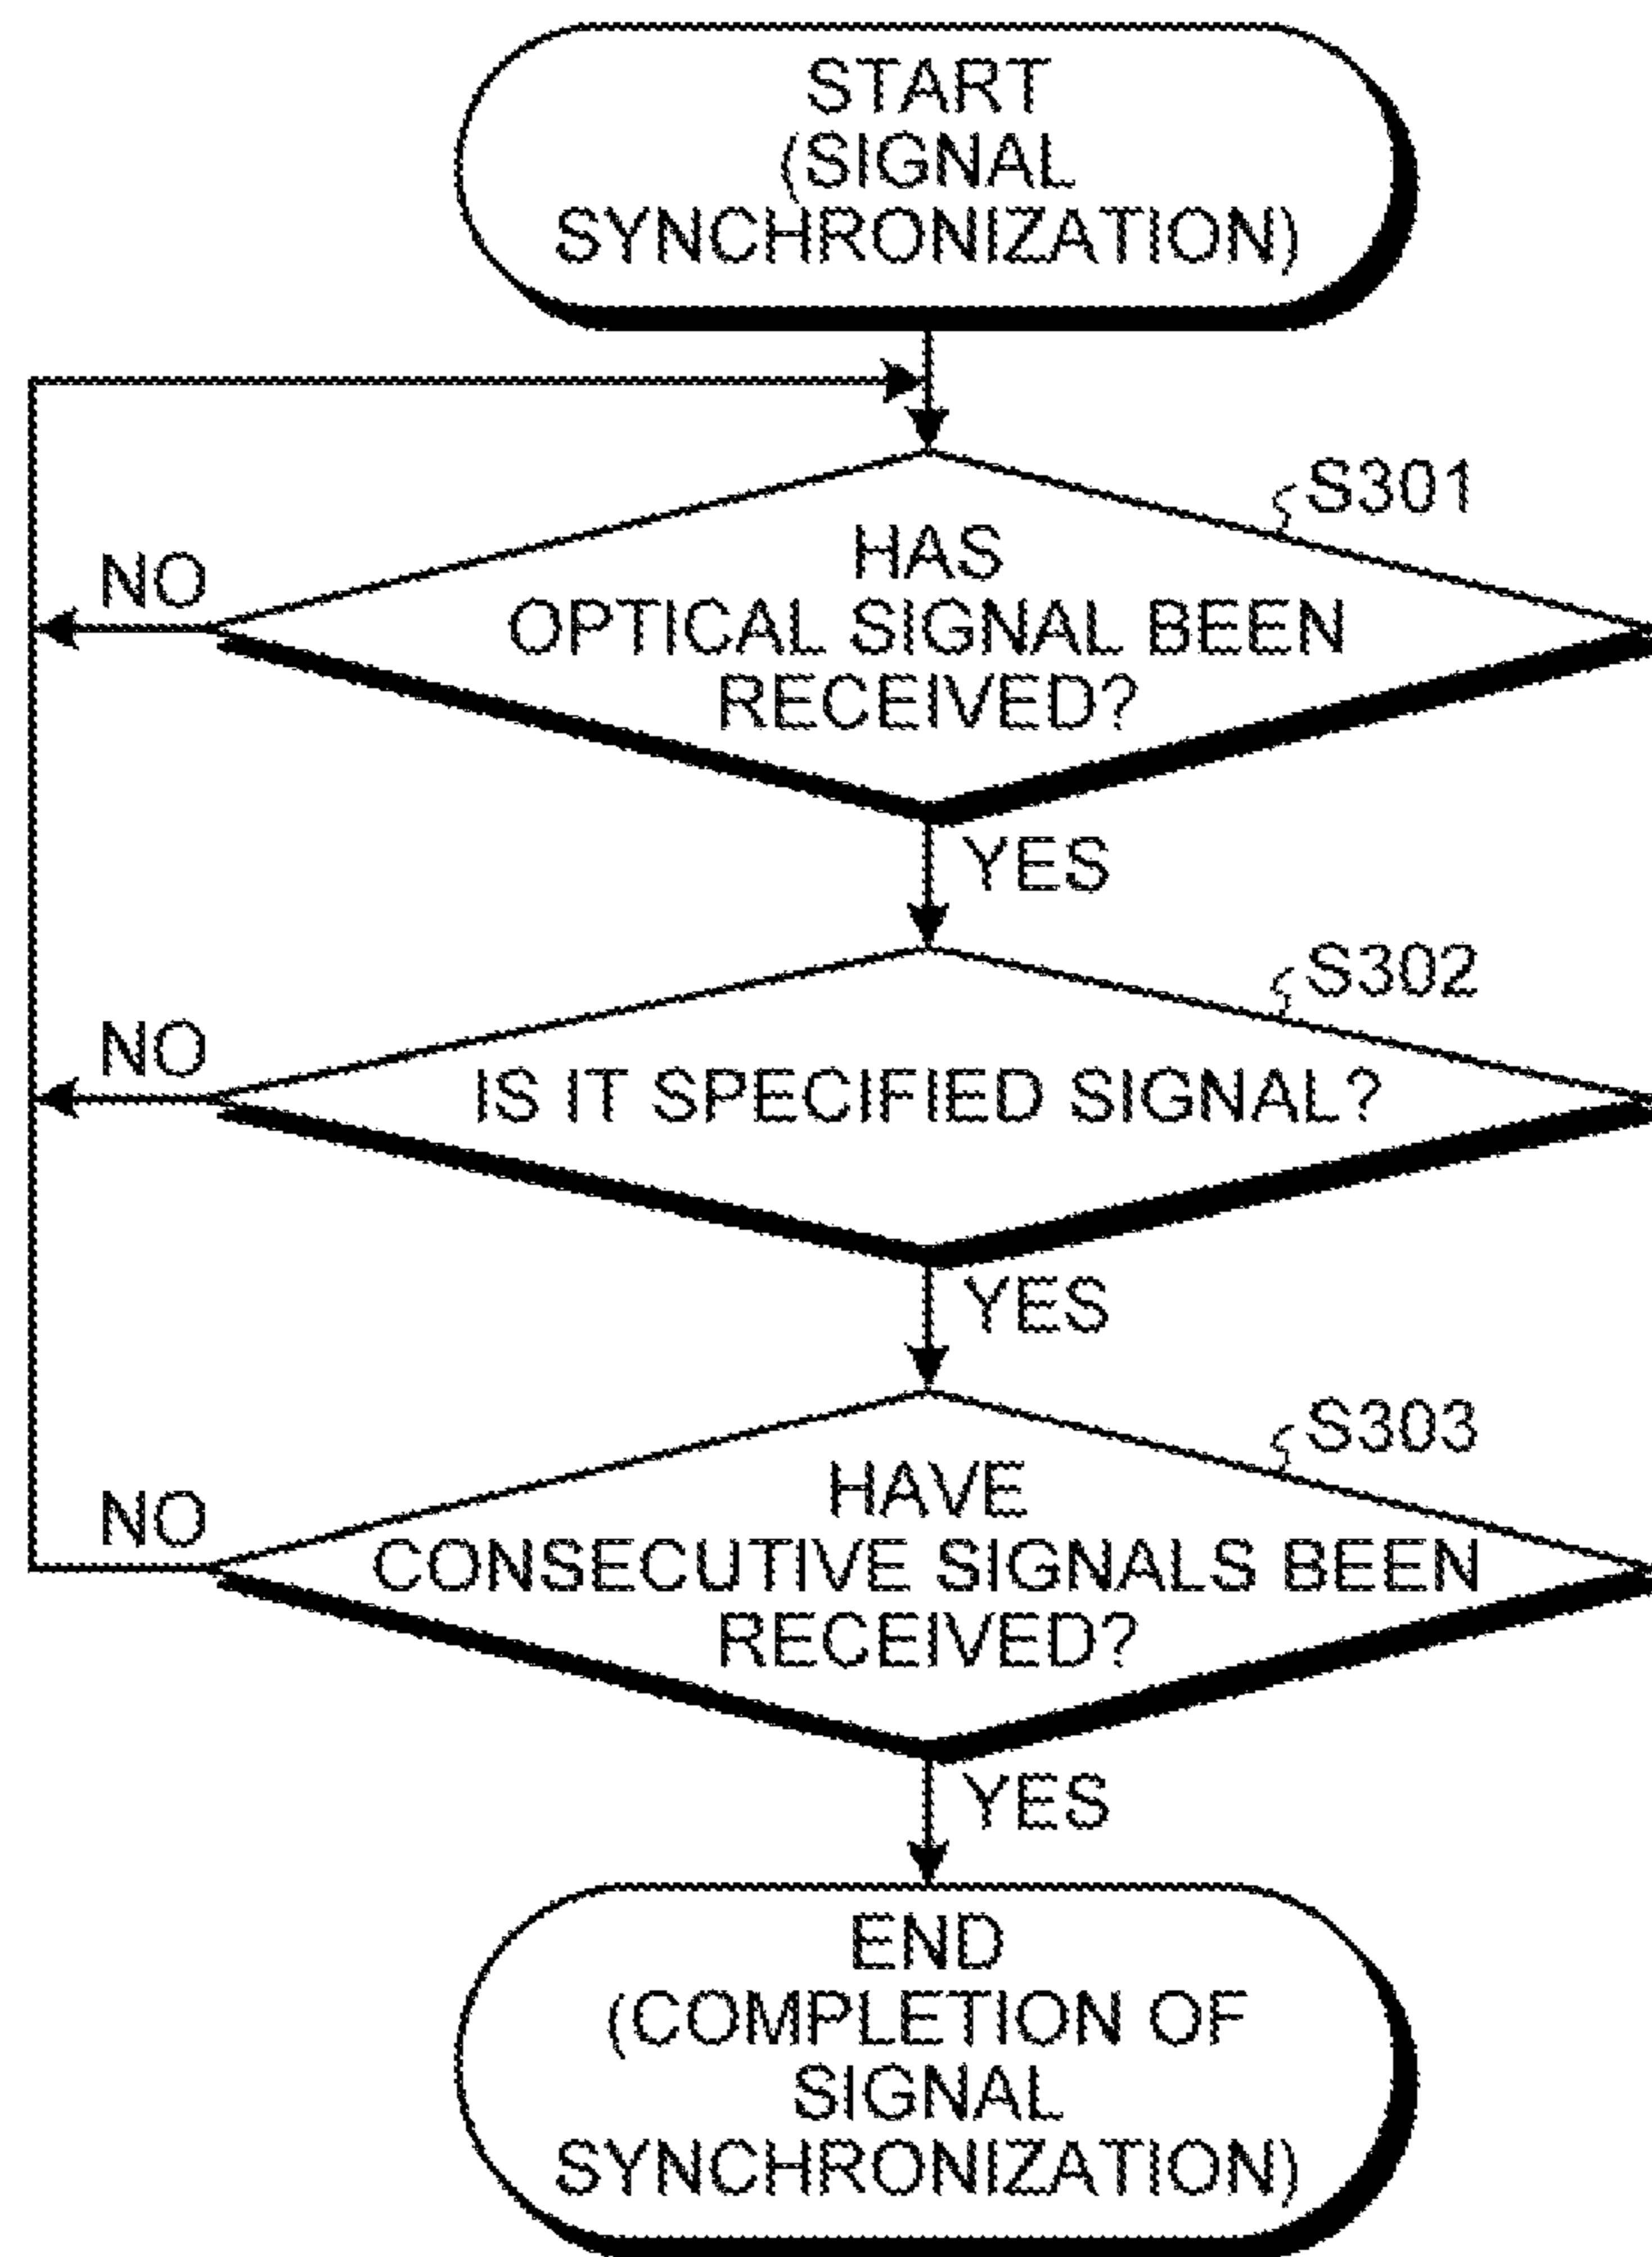 START
(SIGNAL
SYNCHRONIZATION)
S301
HAS
OPTICAL SIGNAL BEEN
RECEIVED?
NO
YES
S302
IS IT SPECIFIED SIGNAL?
NO
YES
S303
HAVE
CONSECUTIVE SIGNALS BEEN
RECEIVED?
NO
YES
END
(COMPLETION OF
SIGNAL
SYNCHRONIZATION)